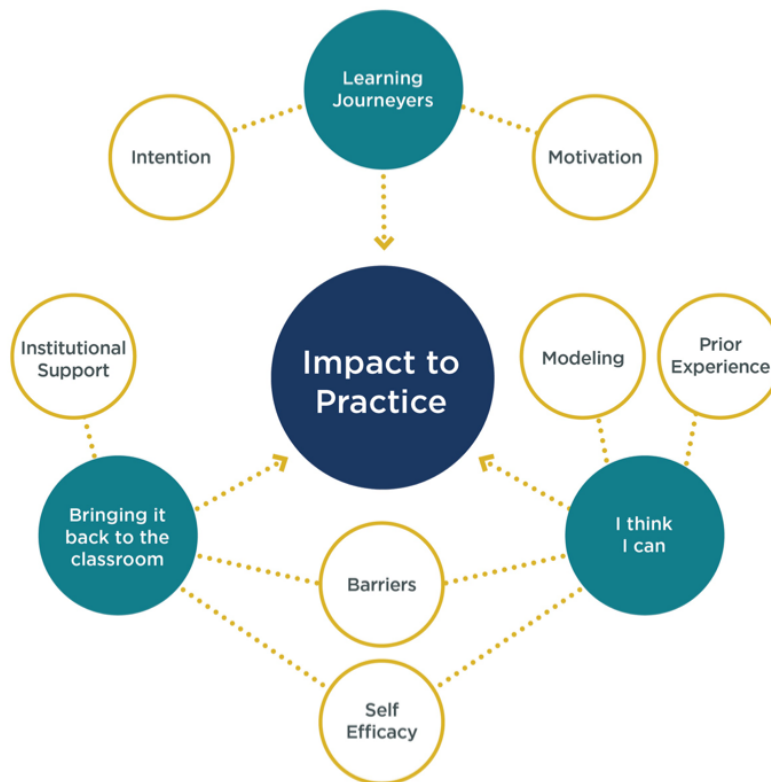 Learning
Journeyers
Intention
Motivation
Institutional
Support
Impact to
Practice
Modeling
Prior
Experience
Bringing it
back to the
classroom
I think
I can
Barriers
Self
Efficacy